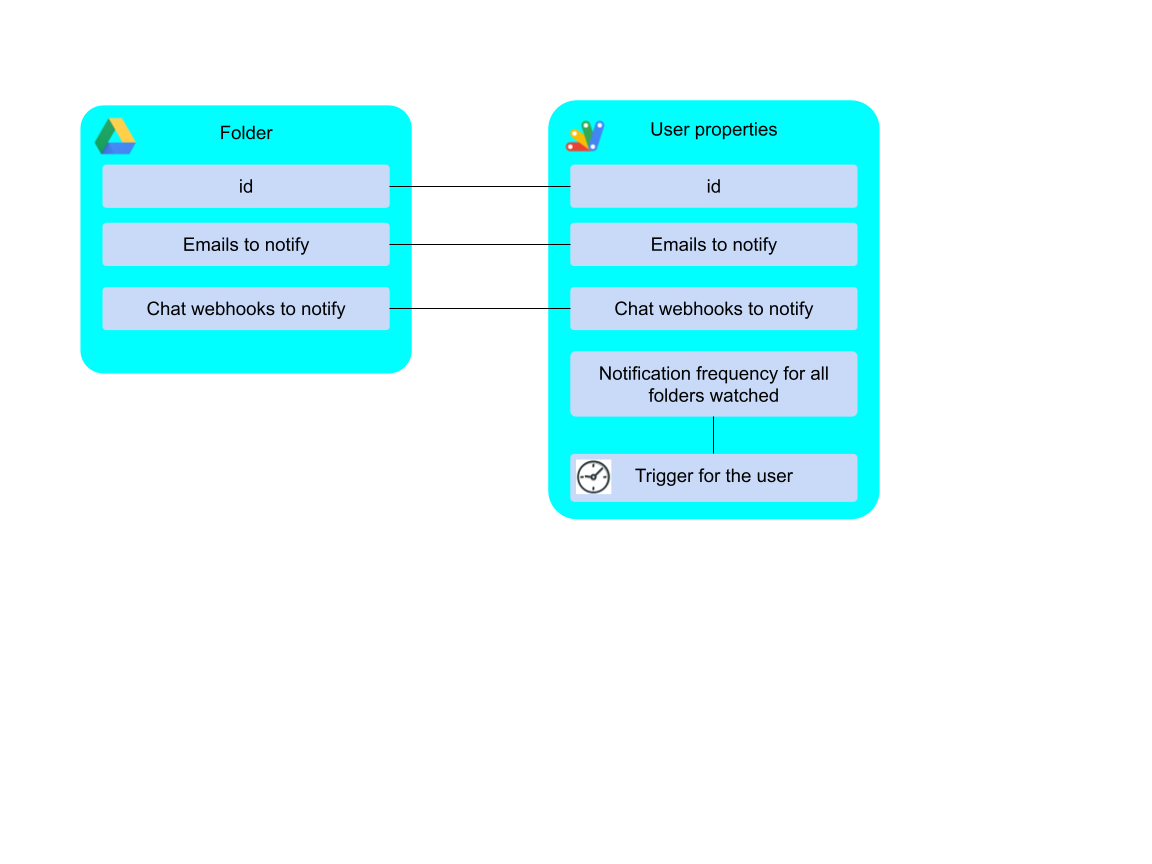 Folder
id
Emails to notify
Chat webhooks to notify
User properties
id
Emails to notify
Chat webhooks to notify
Notification frequency for all
folders watched
Trigger for the user